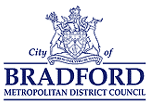 City of
BRADFORD
METROPOLITAN DISTRICT COUNCIL